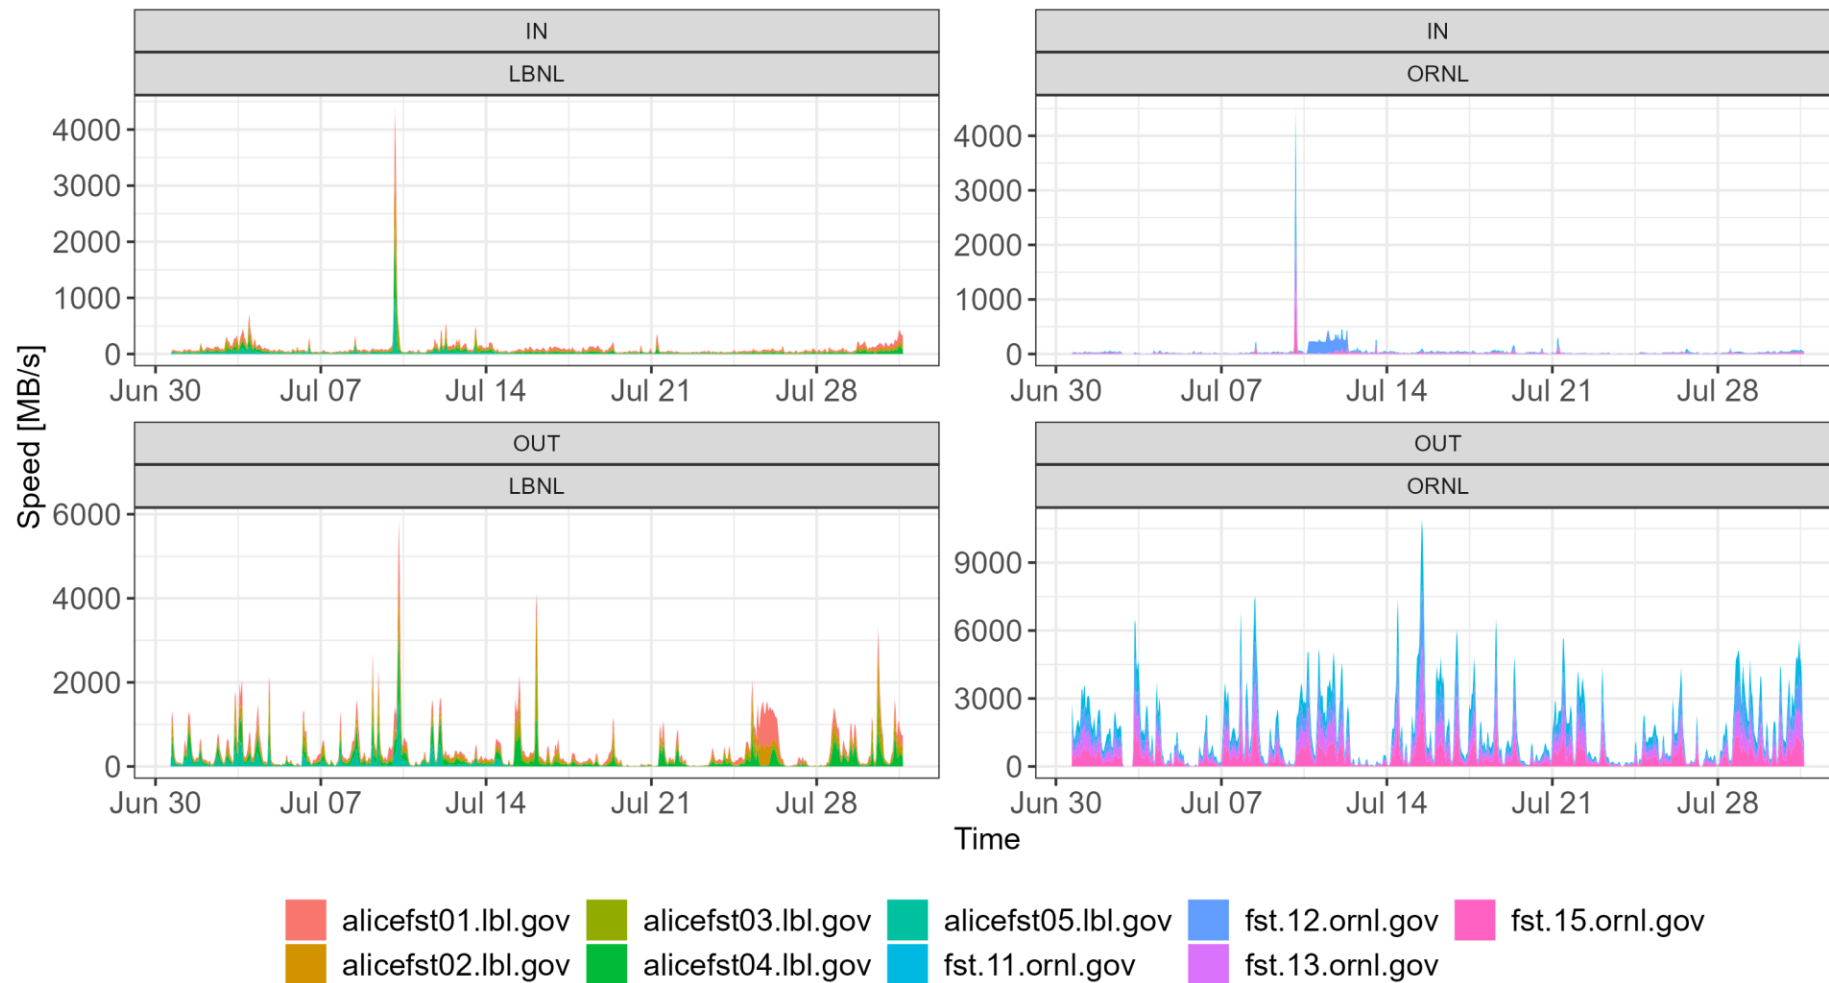 IN
LBNL
4000
3000
2000
1000
0
Jun 30 Jul 07 Jul 14 Jul 21 Jul 28
IN
ORNL
4000
3000
2000
1000
0
Jun 30 Jul 07 Jul 14 Jul 21 Jul 28
Speed [MB/s]
OUT
LBNL
6000
4000
2000
0
Jun 30 Jul 07 Jul 14 Jul 21 Jul 28
OUT
ORNL
9000
6000
3000
0
Jun 30 Jul 07 Jul 14 Jul 21 Jul 28
Time
alicefst01.lbl.gov alicefst03.lbl.gov alicefst05.lbl.gov fst.12.ornl.gov fst.15.ornl.gov
alicefst02.lbl.gov alicefst04.lbl.gov fst.11.ornl.gov fst.13.ornl.gov